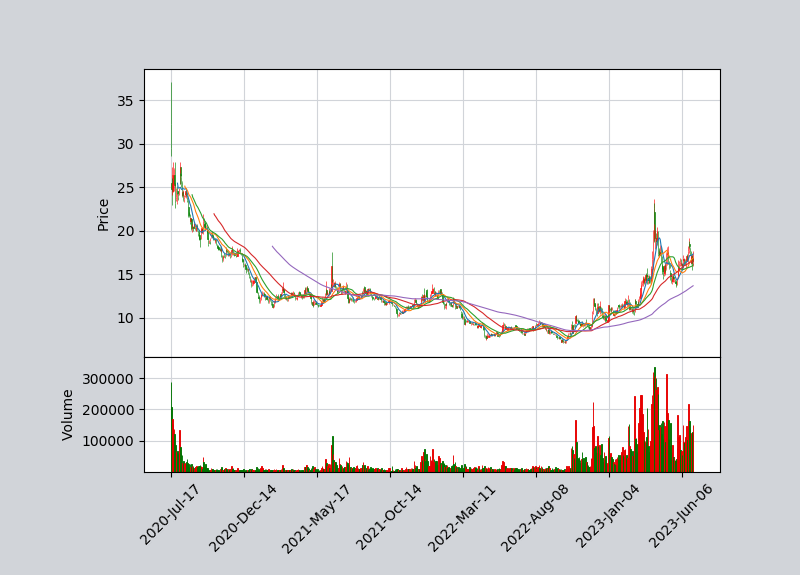 35
30
25
20
15
10
Price
300000
200000
100000
Volume
2020-Jul-17
2020-Dec-14
2021-May-17
2021-Oct-14
2022-Mar-11
2022-Aug-08
2023-Jan-04
2023-Jun-06